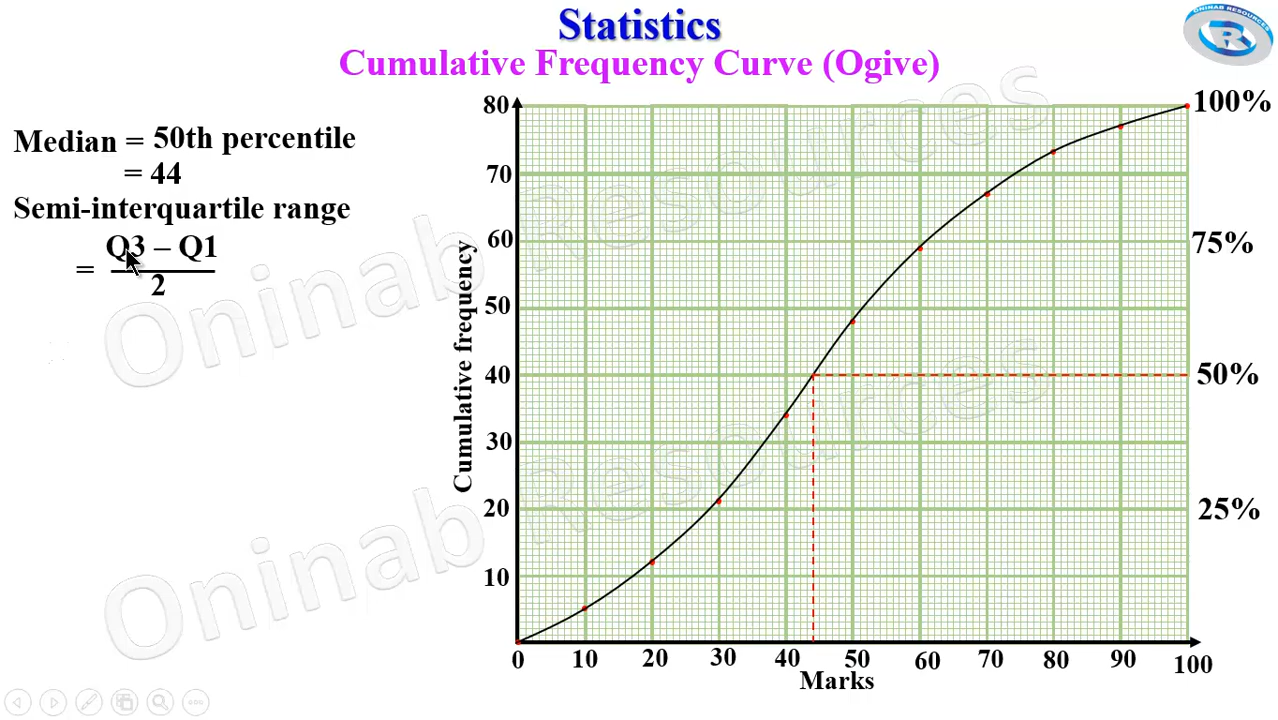 Statistics
Cumulative Frequency Curve (Ogive)
ONINAB RESOURCES
R
Median = 50th percentile
= 44
Semi-interquartile range
= Q3 – Q1
2
Cumulative frequency
80
70
60
50
40
30
20
10
100%
75%
50%
25%
0 10 20 30 40 50 60 70 80 90 100
Marks
Oninab Resources
Oninab Resources